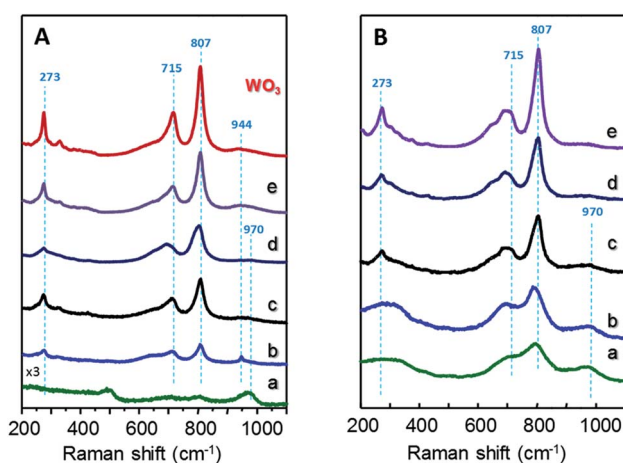 A
807
715
273
WO3
944
e
d
970
c
b
x3
a
200 400 600 800 1000
Raman shift (cm-1)
B
807
715
273
e
d
970
c
b
a
200 400 600 800 1000
Raman shift (cm-1)